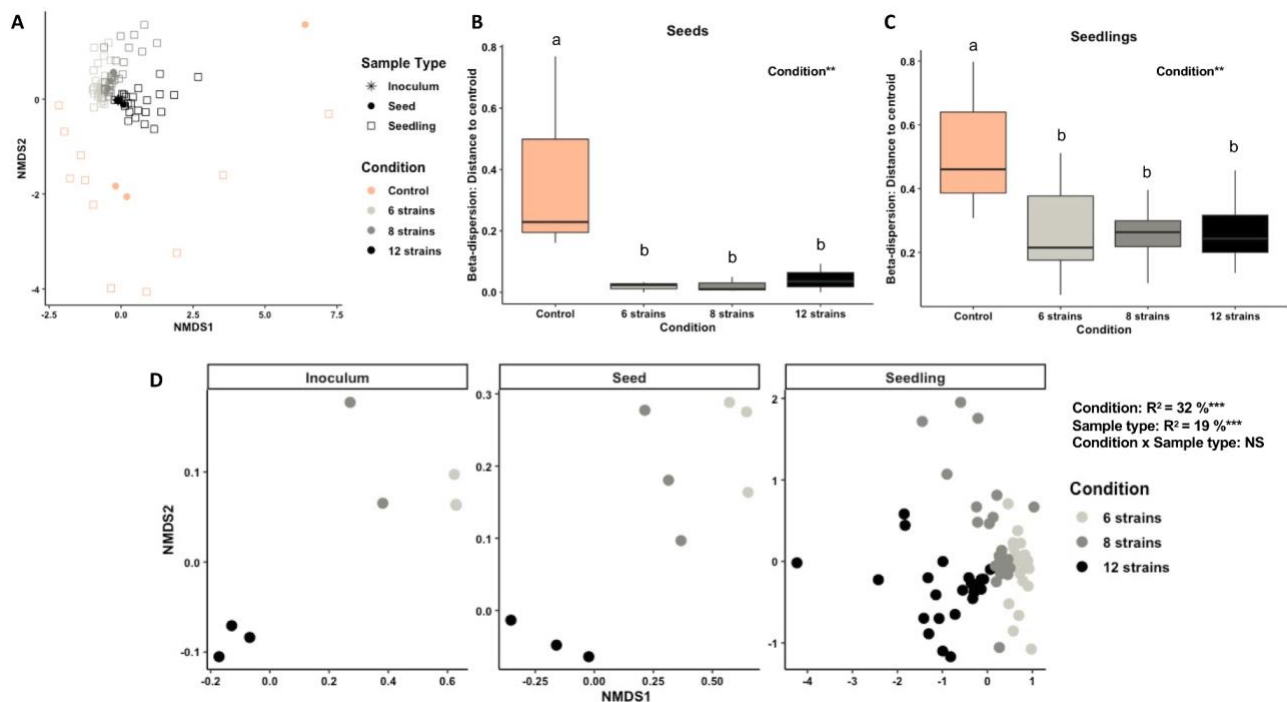 A
NMDS2
0
-2
-4
-2.5
0.0
2.5
5.0
7.5
NMDS1
Sample Type
Inoculum
Seed
Seedling
Condition
Control
6 strains
8 strains
12 strains
B
Seeds
Condition**
Beta-dispersion: Distance to centroid
0.8
0.6
0.4
0.2
0.0
a
b
b
b
Control
6 strains
8 strains
12 strains
Condition
C
Seedlings
Condition**
Beta-dispersion: Distance to centroid
0.8
0.6
0.4
0.2
a
b
b
b
Control
6 strains
8 strains
12 strains
Condition
D
Inoculum
Seed
Seedling
NMDS2
0.1
0.0
-0.1
-0.2
0.0
0.2
0.4
0.6
0.3
0.2
0.1
0.0
-0.25
0.00
0.25
0.50
2
1
0
-1
-4
-3
-2
-1
0
1
NMDS1
Condition: R² = 32 %***
Sample type: R² = 19 %***
Condition x Sample type: NS
Condition
6 strains
8 strains
12 strains